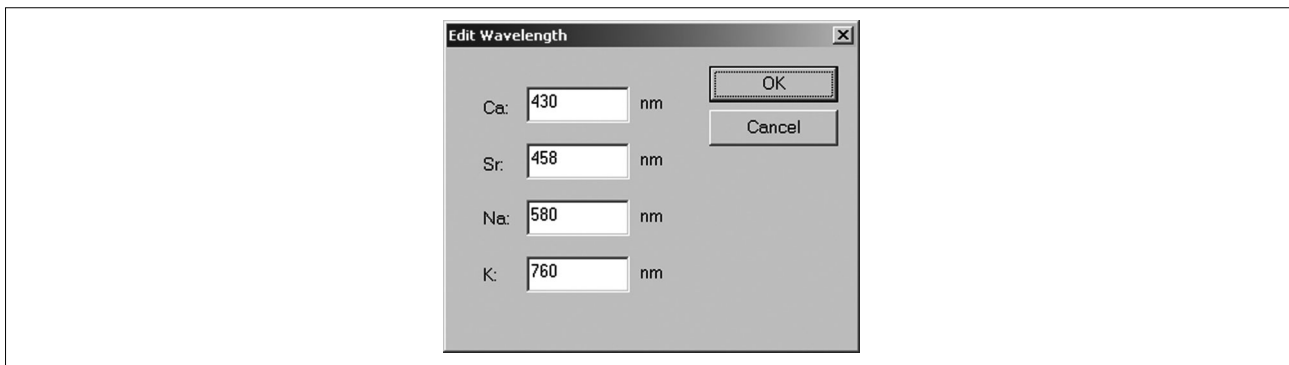 Edit Wavelength
OK
Ca: 430 nm
Cancel
Sr: 458 nm
Na: 580 nm
K: 760 nm